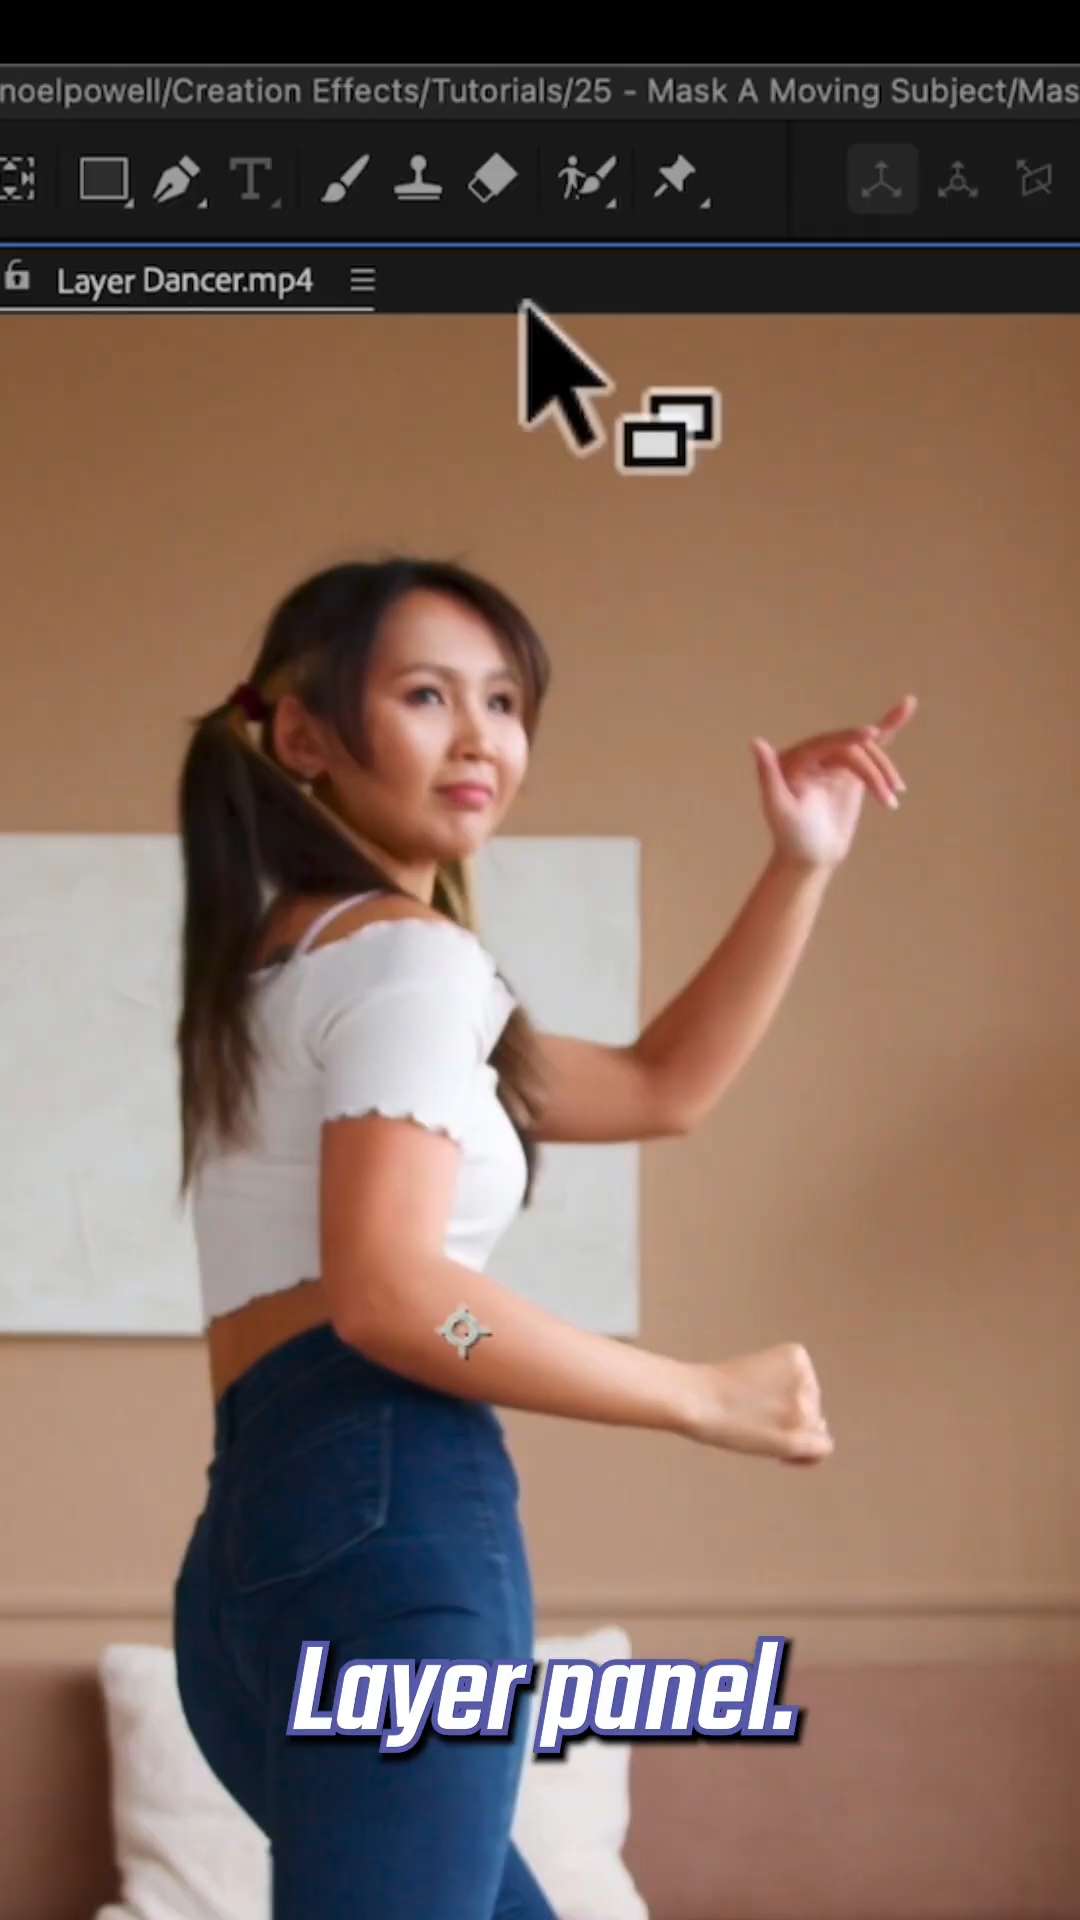 noelpowell/Creation Effects/Tutorials/25 - Mask A Moving Subject/Mas
T
Layer Dancer.mp4
Layer panel.